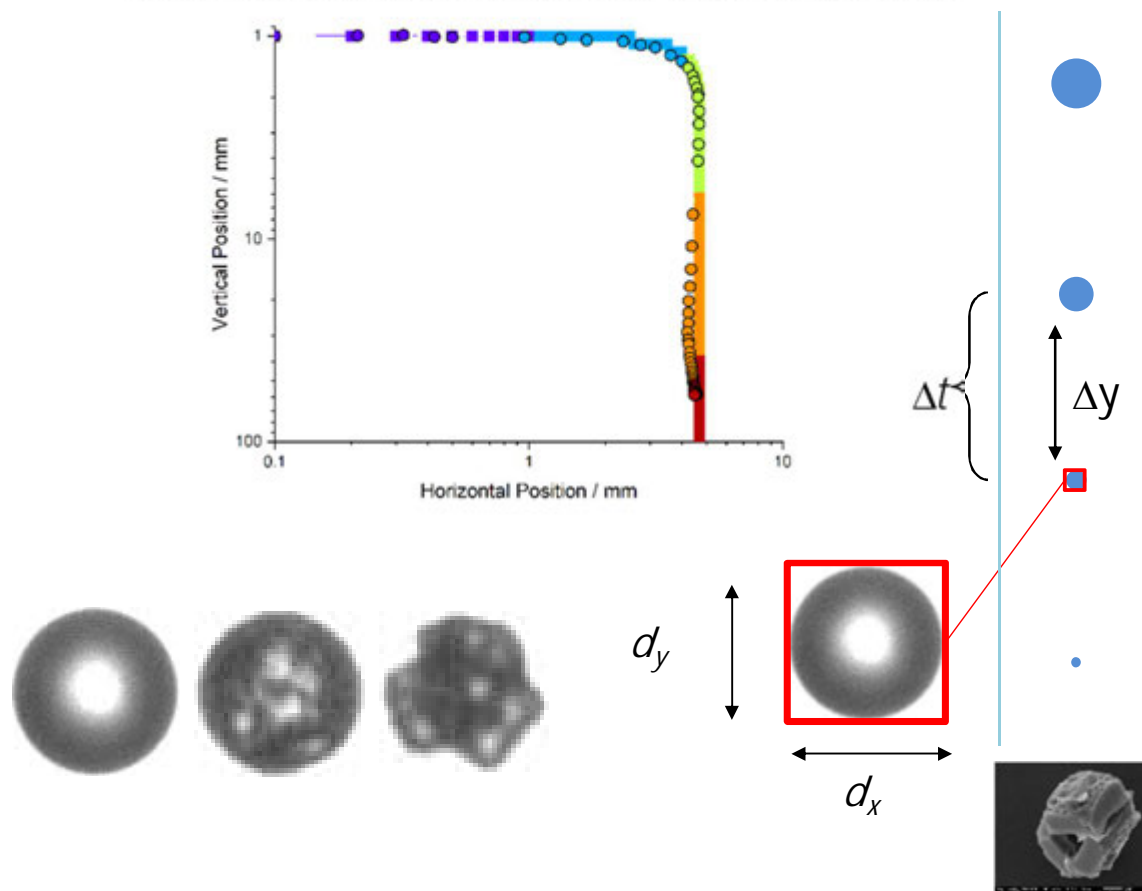 1
10
100
Vertical Position / mm
0.1
1
10
Horizontal Position / mm
Δt
Δy
dy
dx